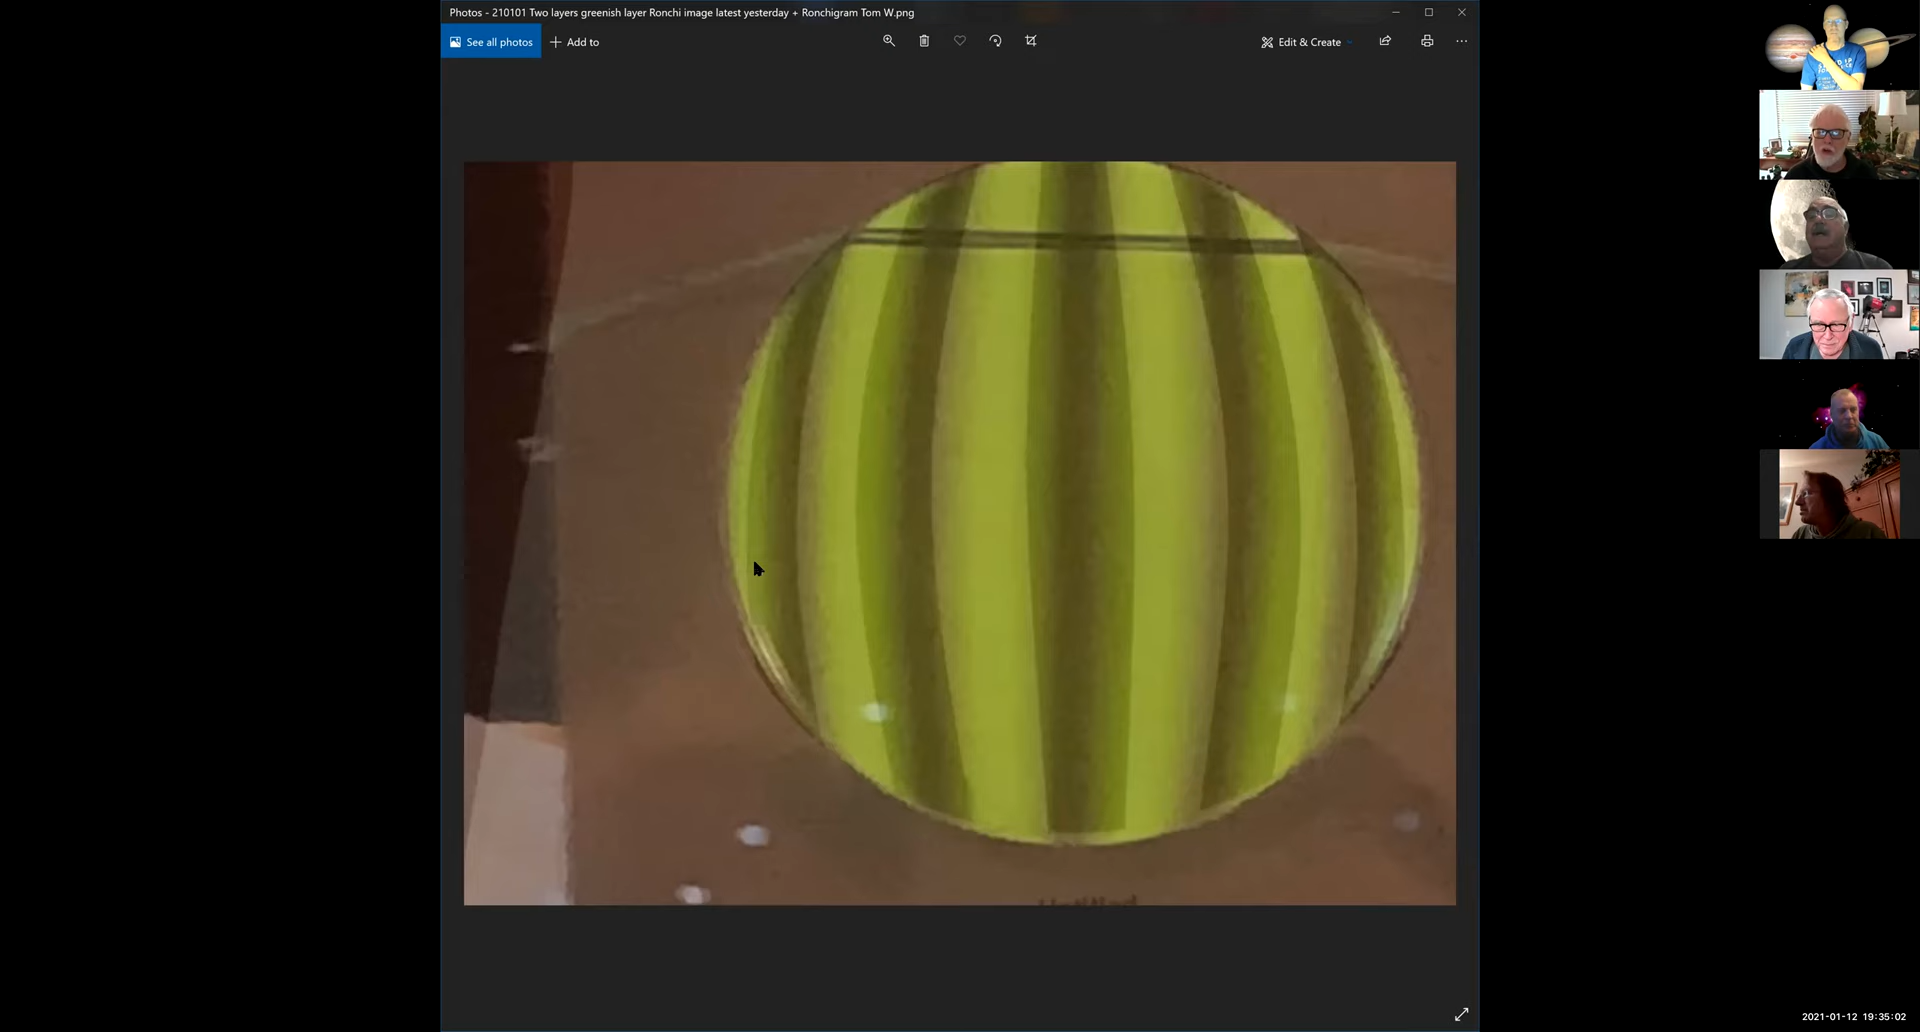 Photos - 210101 Two layers greenish layer Ronchi image latest yesterday + Ronchigram Tom W.png
See all photos
Add to
Edit & Create
Untitled
2021-01-12 19:35:02